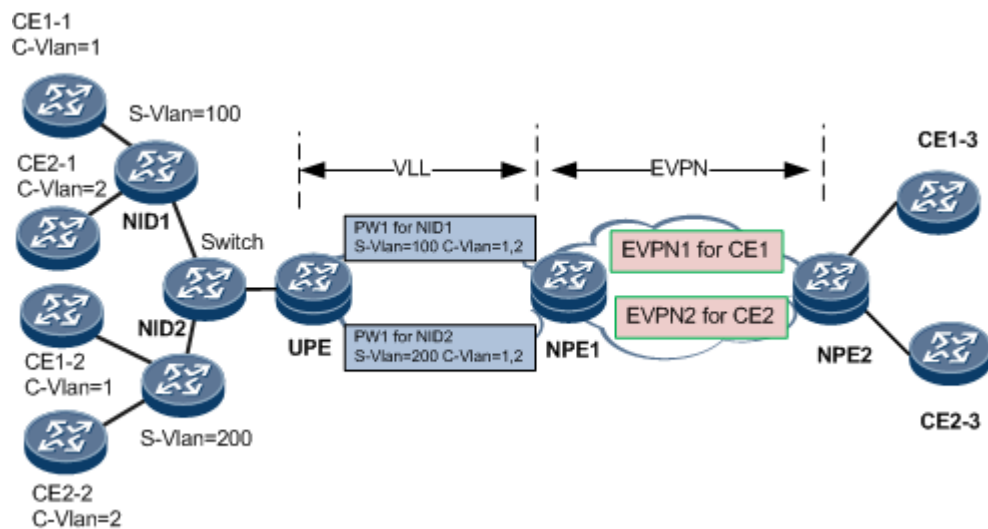 CE1-1
C-Vlan=1
S-Vlan=100
CE2-1
C-Vlan=2
NID1
Switch
NID2
CE1-2
C-Vlan=1
S-Vlan=200
CE2-2
C-Vlan=2
UPE
VLL
PW1 for NID1
S-Vlan=100 C-Vlan=1,2
PW1 for NID2
S-Vlan=200 C-Vlan=1,2
NPE1
EVPN
EVPN1 for CE1
EVPN2 for CE2
NPE2
CE1-3
CE2-3